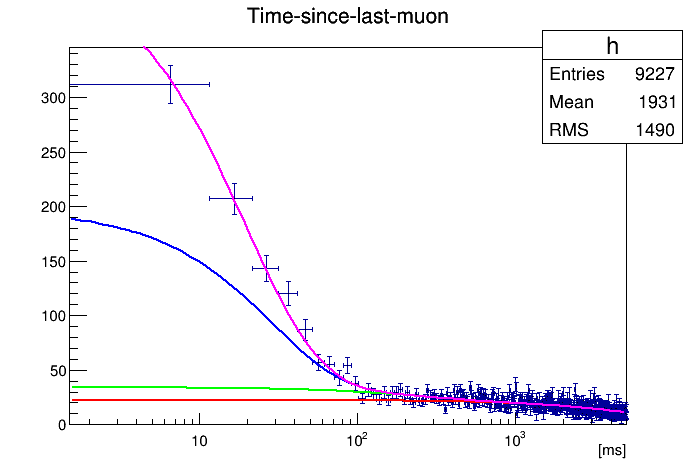 Time-since-last-muon
h
Entries 9227
Mean 1931
RMS 1490
300
250
200
150
100
50
0
10 10² 10³
[ms]